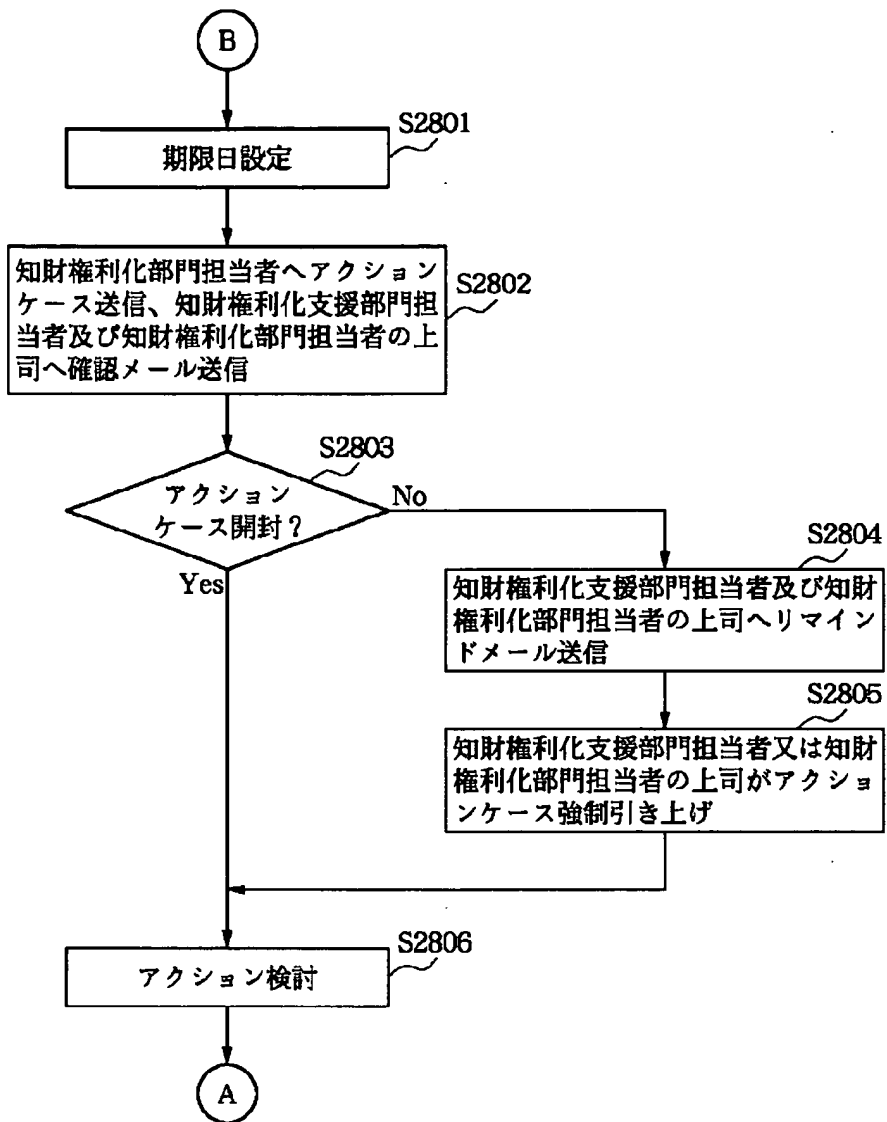 B
S2801
期限日設定
S2802
知財権利化部門担当者へアクション
ケース送信、知財権利化支援部門担
当者及び知財権利化部門担当者の上
司へ確認メール送信
S2803
アクション
ケース開封？
No
Yes
S2804
知財権利化支援部門担当者及び知財
権利化部門担当者の上司へリマイン
ドメール送信
S2805
知財権利化支援部門担当者又は知財
権利化部門担当者の上司がアクショ
ンケース強制引き上げ
S2806
アクション検討
A